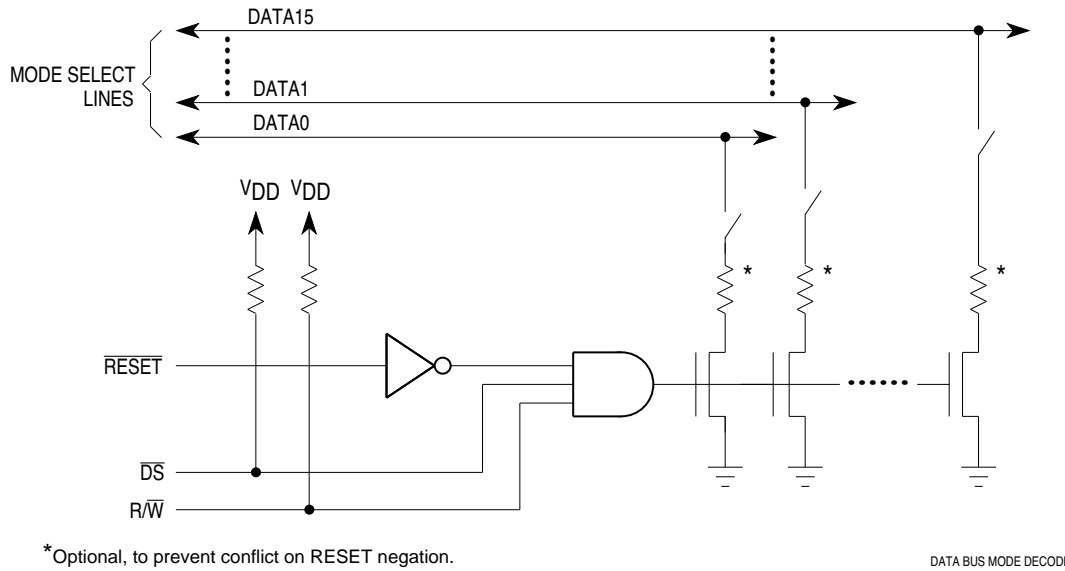 DATA15
MODE SELECT
LINES
DATA1
DATA0
VDD VDD
*
*
*
RESET
DS
R/W
*Optional, to prevent conflict on RESET negation.
DATA BUS MODE DECODE